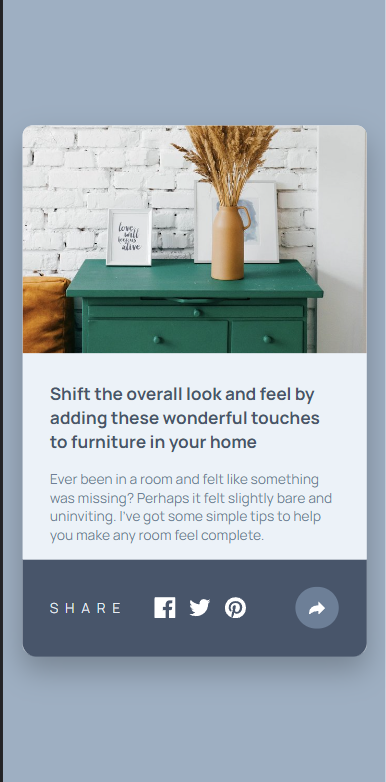 love
will
keep us
alive
Shift the overall look and feel by
adding these wonderful touches
to furniture in your home
Ever been in a room and felt like something
was missing? Perhaps it felt slightly bare and
uninviting. I've got some simple tips to help
you make any room feel complete.
SHARE